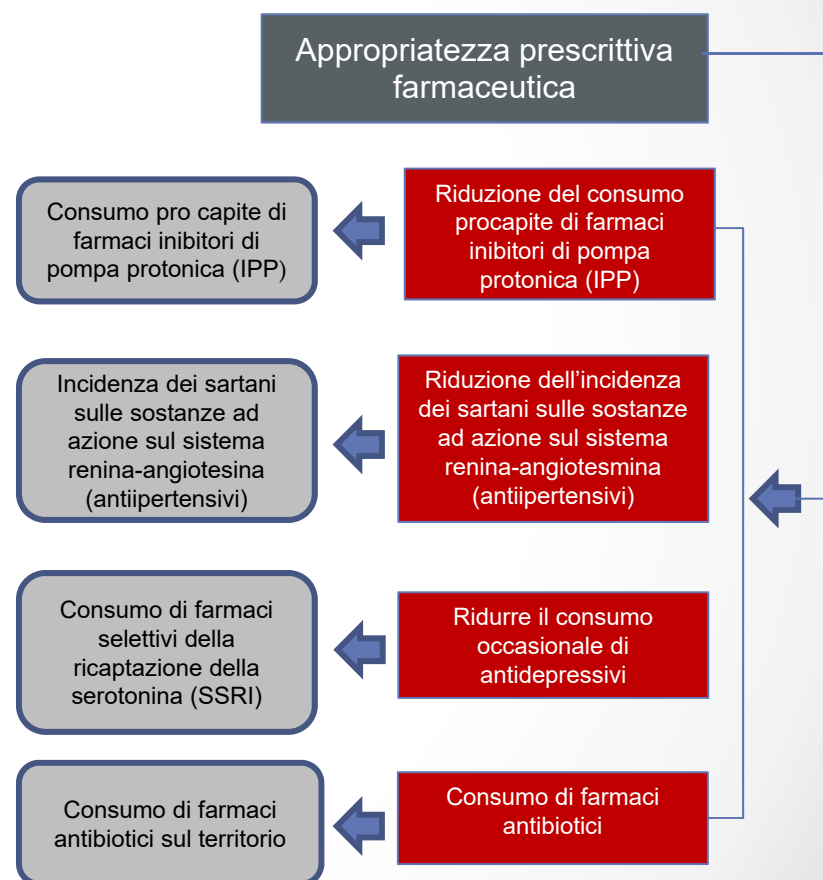 Appropriatezza prescrittiva
farmaceutica
Consumo pro capite di
farmaci inibitori di
pompa protonica (IPP)
Riduzione del consumo
procapite di farmaci
inibitori di pompa
protonica (IPP)
Incidenza dei sartani
sulle sostanze ad
azione sul sistema
renina-angiotesina
(antiipertensivi)
Riduzione dell’incidenza
dei sartani sulle sostanze
ad azione sul sistema
renina-angiotesmina
(antiipertensivi)
Consumo di farmaci
selettivi della
ricaptazione della
serotonina (SSRI)
Ridurre il consumo
occasionale di
antidepressivi
Consumo di farmaci
antibiotici sul territorio
Consumo di farmaci
antibiotici